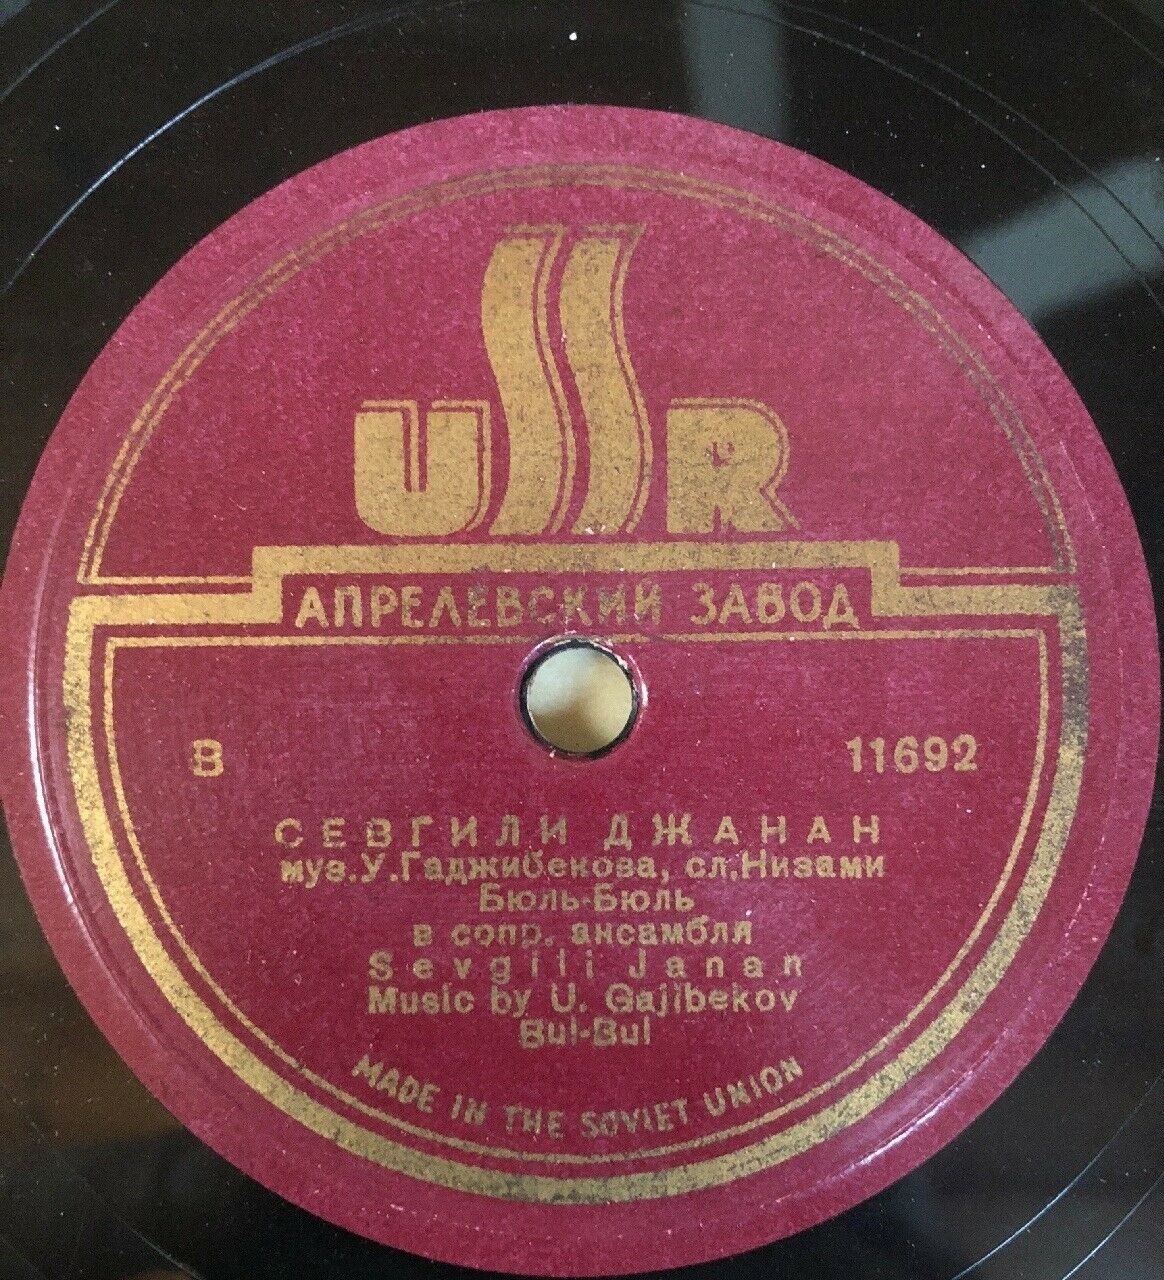 USSR
АПРЕЛЕВСКИЙ ЗАВОД
В 11692
СЕВГИЛИ ДЖАНАН
муз.У.Гаджибекова, сл.Низами
Бюль-Бюль
в сопр. ансамбля
Sevgili Janan
Music by U. Gajibekov
Bul-Bul
MADE IN THE SOVIET UNION